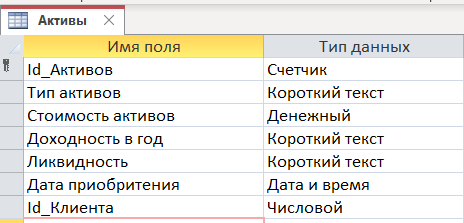 Активы
Имя поля Тип данных
Id_Активов Счетчик
Тип активов Короткий текст
Стоимость активов Денежный
Доходность в год Короткий текст
Ликвидность Короткий текст
Дата приобритения Дата и время
Id_Клиента Числовой